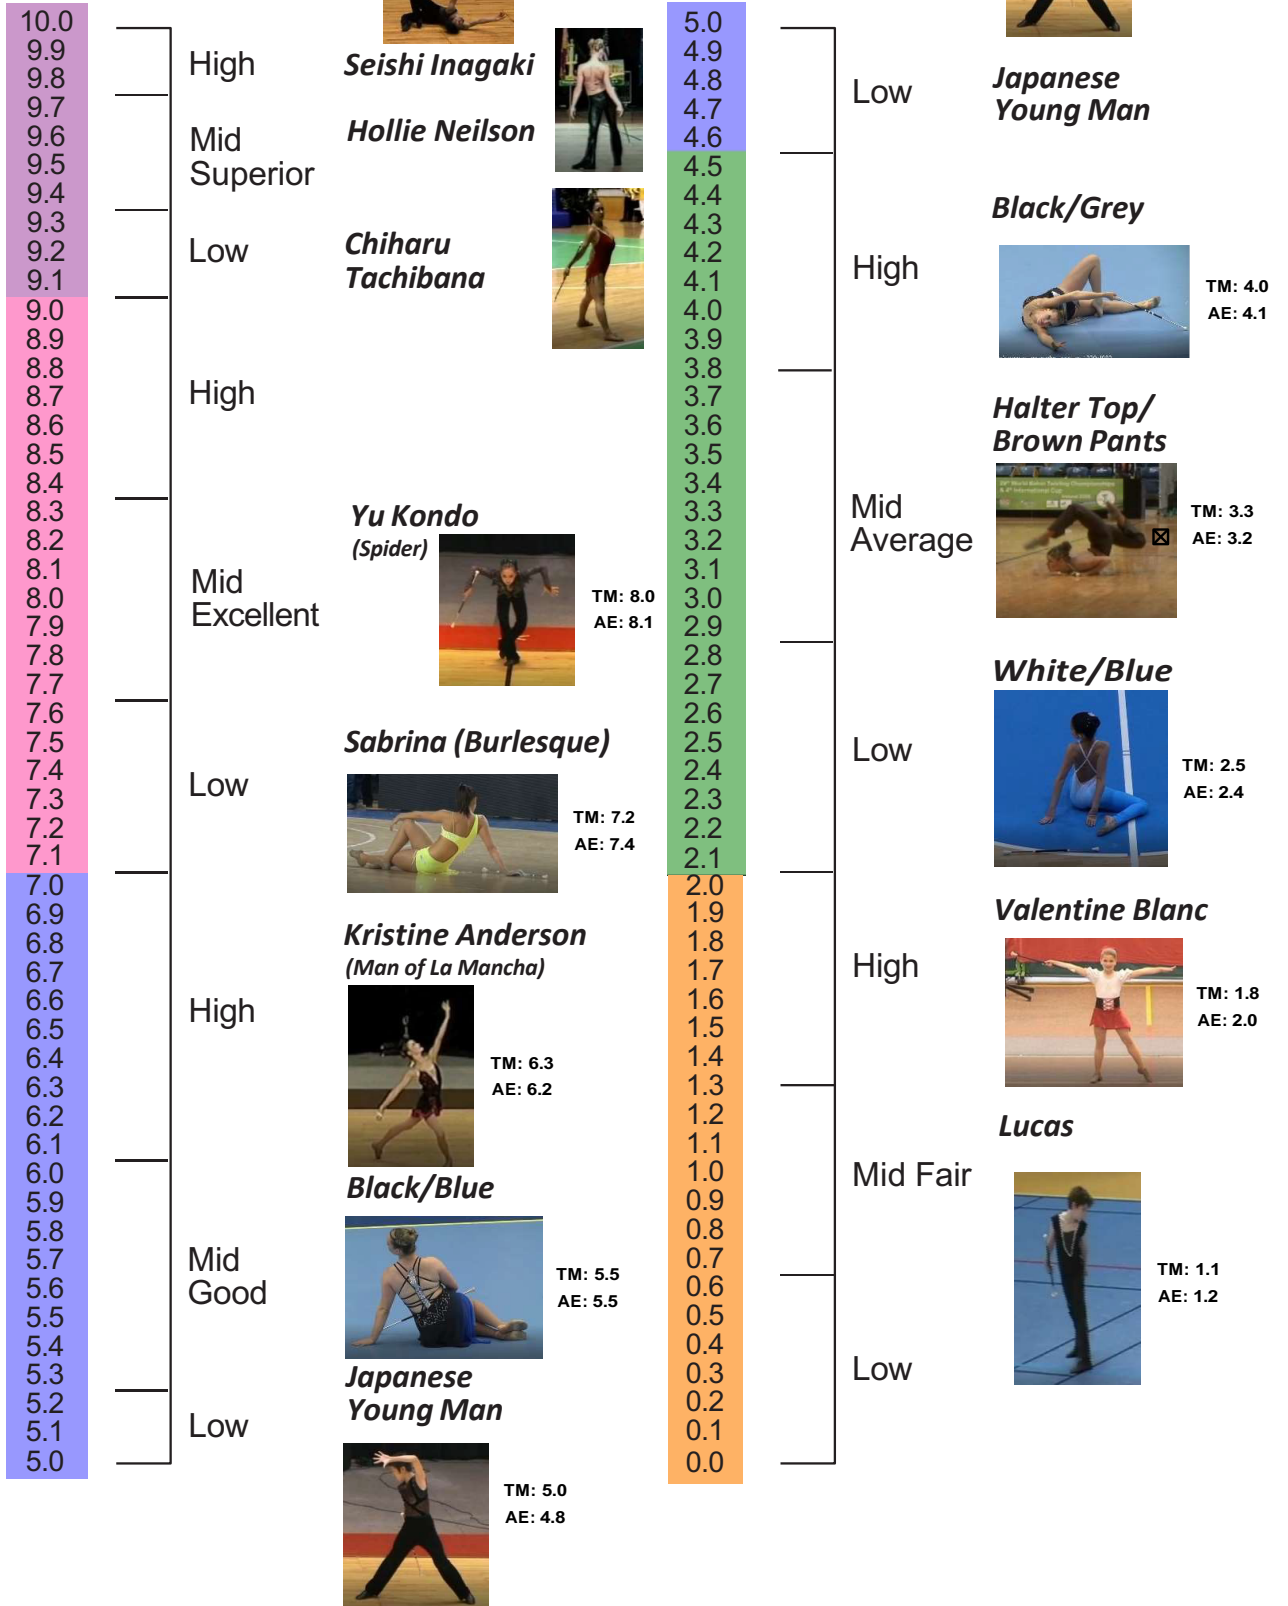 10.0
9.9
9.8
9.7
9.6
9.5
9.4
9.3
9.2
9.1
9.0
8.9
8.8
8.7
8.6
8.5
8.4
8.3
8.2
8.1
8.0
7.9
7.8
7.7
7.6
7.5
7.4
7.3
7.2
7.1
7.0
6.9
6.8
6.7
6.6
6.5
6.4
6.3
6.2
6.1
6.0
5.9
5.8
5.7
5.6
5.5
5.4
5.3
5.2
5.1
5.0
High
Mid
Superior
Low
High
Mid
Excellent
Low
High
Mid
Good
Low
Seishi Inagaki
Hollie Neilson
Chiharu
Tachibana
Yu Kondo
(Spider)
TM: 8.0
AE: 8.1
Sabrina (Burlesque)
TM: 7.2
AE: 7.4
Kristine Anderson
(Man of La Mancha)
TM: 6.3
AE: 6.2
Black/Blue
TM: 5.5
AE: 5.5
Japanese
Young Man
TM: 5.0
AE: 4.8
5.0
4.9
4.8
4.7
4.6
4.5
4.4
4.3
4.2
4.1
4.0
3.9
3.8
3.7
3.6
3.5
3.4
3.3
3.2
3.1
3.0
2.9
2.8
2.7
2.6
2.5
2.4
2.3
2.2
2.1
2.0
1.9
1.8
1.7
1.6
1.5
1.4
1.3
1.2
1.1
1.0
0.9
0.8
0.7
0.6
0.5
0.4
0.3
0.2
0.1
0.0
Low
High
Mid
Average
Low
High
Mid Fair
Low
Japanese
Young Man
Black/Grey
TM: 4.0
AE: 4.1
Halter Top/
Brown Pants
TM: 3.3
AE: 3.2
White/Blue
TM: 2.5
AE: 2.4
Valentine Blanc
TM: 1.8
AE: 2.0
Lucas
TM: 1.1
AE: 1.2